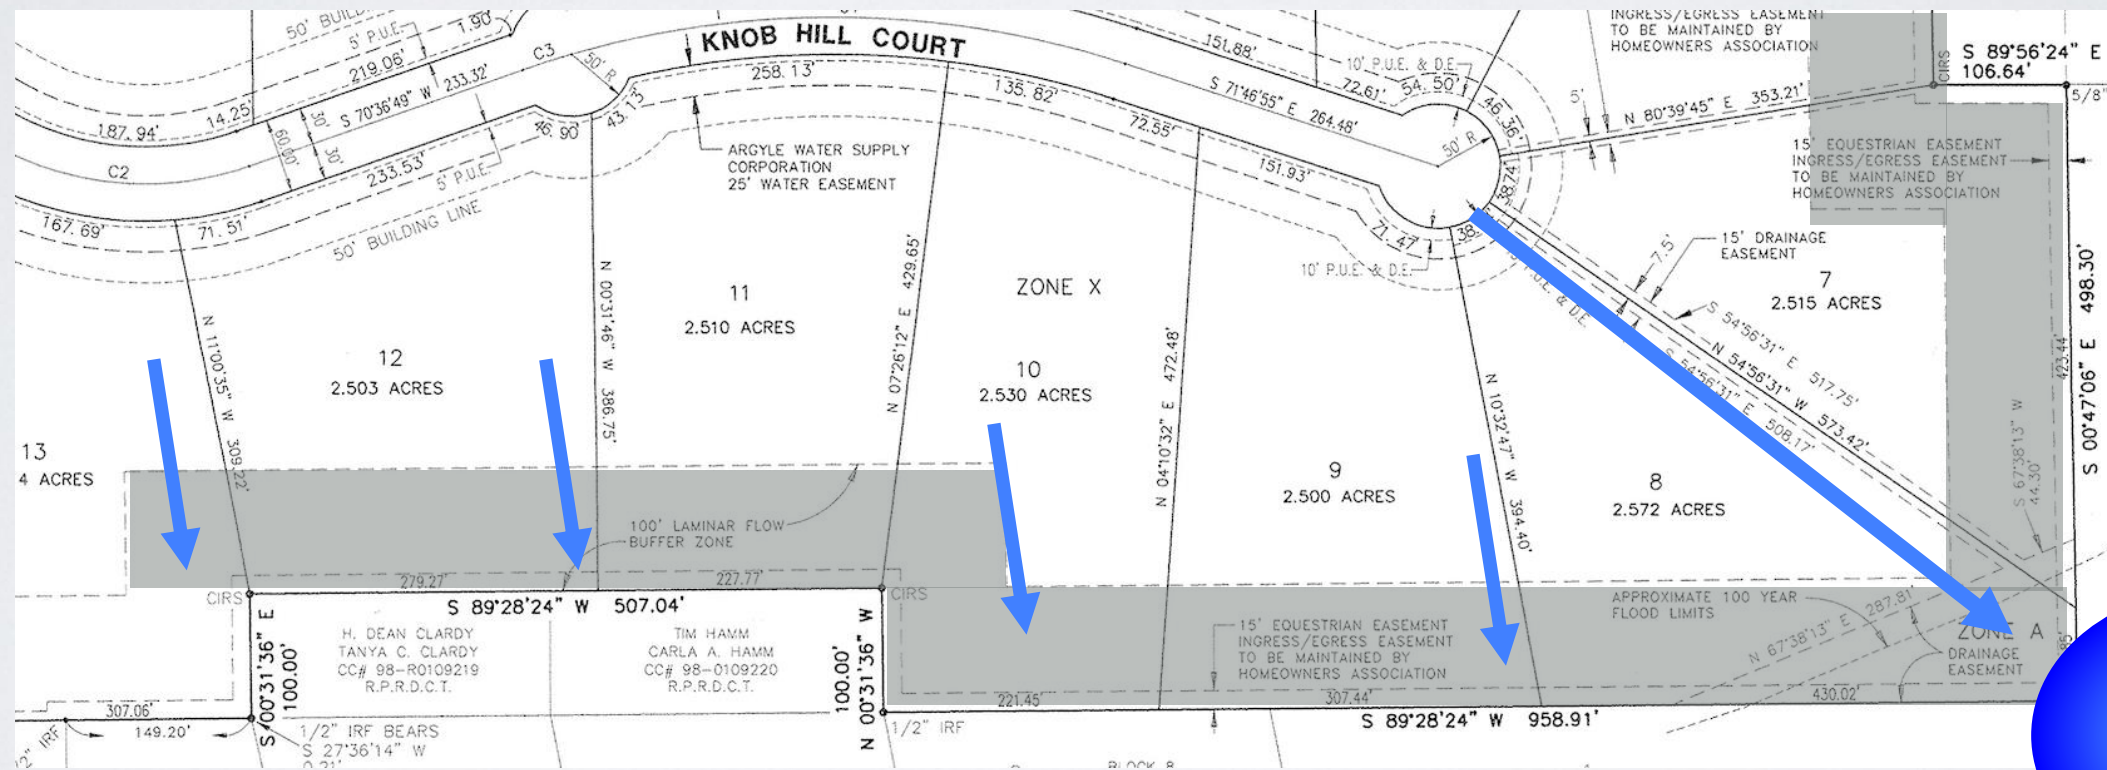 50' BUILDING
5' P.U.E.
1.90'
219.06'
14.25'
187.94'
S 70°36'49" W 233.32'
C3
50' R
60.00'
30'
30'
C2
233.53'
5' P.U.E.
46.90'
43.13'
71.51'
167.69'
50' BUILDING LINE
KNOB HILL COURT
258.13'
ARGYLE WATER SUPPLY
CORPORATION
25' WATER EASEMENT
135.82'
72.55'
151.88'
S 71°46'55" E 264.48'
151.93'
72.61'
10' P.U.E. & D.E.
54.50'
46.36'
50' R
71.47'
38.
10' P.U.E. & D.E.
P.U.E. & D.E.
INGRESS/EGRESS EASEMENT
TO BE MAINTAINED BY
HOMEOWNERS ASSOCIATION
5'
N 80°39'45" E 353.21'
CIRS
S 89°56'24" E
106.64'
5/8"
15' EQUESTRIAN EASEMENT
INGRESS/EGRESS EASEMENT
TO BE MAINTAINED BY
HOMEOWNERS ASSOCIATION
7.5'
15' DRAINAGE
EASEMENT
7
2.515 ACRES
S 54°56'31" E 517.75'
N 54°56'31" W 573.42'
S 54°56'31" E 508.17'
423.44'
S 00°47'06" E 498.30'
S 67°38'13" W
44.30'
N 11°00'35" W 309.22'
12
2.503 ACRES
N 00°31'46" W 386.75'
11
2.510 ACRES
N 07°26'12" E 429.65'
ZONE X
10
2.530 ACRES
N 04°10'32" E 472.48'
9
2.500 ACRES
N 10°32'47" W 394.40'
8
2.572 ACRES
13
4 ACRES
100' LAMINAR FLOW
BUFFER ZONE
279.27'
227.77'
CIRS
S 89°28'24" W 507.04'
CIRS
H. DEAN CLARDY
TANYA C. CLARDY
CC# 98-R0109219
R.P.R.D.C.T.
TIM HAMM
CARLA A. HAMM
CC# 98-0109220
R.P.R.D.C.T.
S 00°31'36" E
100.00'
100.00'
N 00°31'36" W
15' EQUESTRIAN EASEMENT
INGRESS/EGRESS EASEMENT
TO BE MAINTAINED BY
HOMEOWNERS ASSOCIATION
APPROXIMATE 100 YEAR
FLOOD LIMITS
287.81'
N 67°38'13" E
ZONE A
DRAINAGE
EASEMENT
221.45'
307.44'
430.02'
S 89°28'24" W 958.91'
307.06'
149.20'
1/2" IRF
1/2" IRF BEARS
S 27°36'14" W
0.21'
1/2" IRF
BLOCK 8